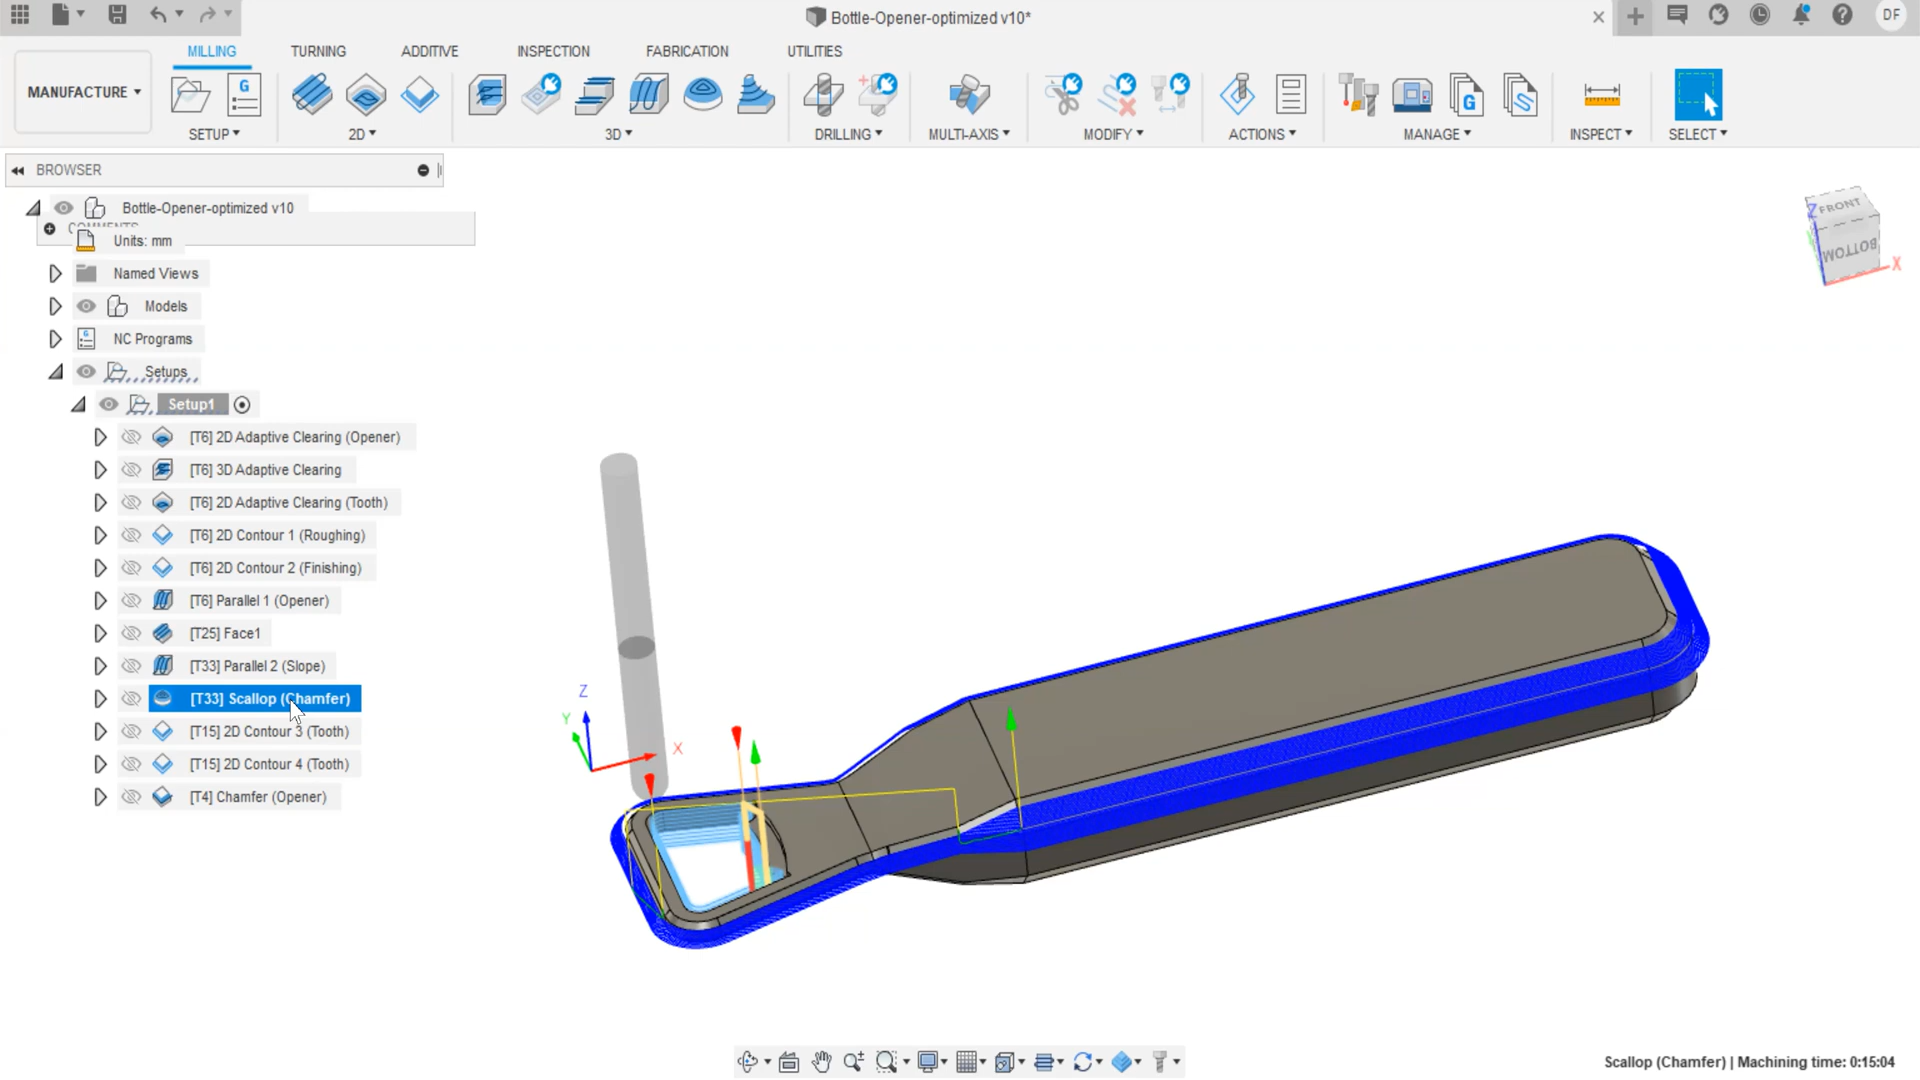 Bottle-Opener-optimized v10*
DF
MANUFACTURE
MILLING
TURNING
ADDITIVE
INSPECTION
FABRICATION
UTILITIES
G
G
SETUP
2D
3D
DRILLING
MULTI-AXIS
MODIFY
ACTIONS
MANAGE
INSPECT
SELECT
BROWSER
Bottle-Opener-optimized v10
COMMENTS
Units: mm
Named Views
Models
NC Programs
Setups
Setup1
[T6] 2D Adaptive Clearing (Opener)
[T6] 3D Adaptive Clearing
[T6] 2D Adaptive Clearing (Tooth)
[T6] 2D Contour 1 (Roughing)
[T6] 2D Contour 2 (Finishing)
[T6] Parallel 1 (Opener)
[T25] Face1
[T33] Parallel 2 (Slope)
[T33] Scallop (Chamfer)
[T15] 2D Contour 3 (Tooth)
[T15] 2D Contour 4 (Tooth)
[T4] Chamfer (Opener)
Z
Y
X
FRONT
BOTTOM
Z
X
Scallop (Chamfer) | Machining time: 0:15:04